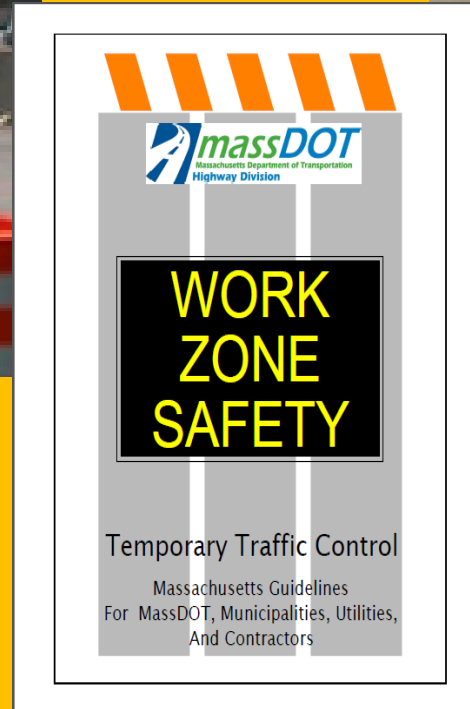 massDOT
Massachusetts Department of Transportation
Highway Division
WORK
ZONE
SAFETY
Temporary Traffic Control
Massachusetts Guidelines
For MassDOT, Municipalities, Utilities,
And Contractors